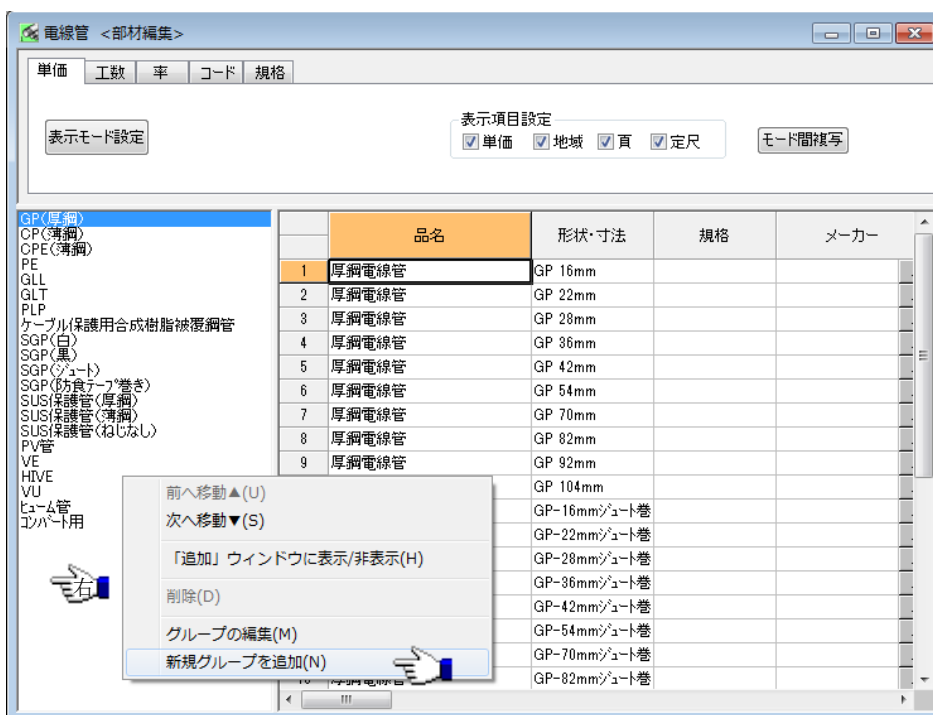 電線管 <部材編集>
単価 工数 率 コード 規格
表示モード設定
表示項目設定
単価 地域 頁 定尺
モード間複写
GP(厚鋼)
CP(薄鋼)
CPE(薄鋼)
PE
GLL
GLT
PLP
ケーブル保護用合成樹脂被覆鋼管
SGP(白)
SGP(黒)
SGP(ジュート)
SGP(防食テープ巻き)
SUS保護管(厚鋼)
SUS保護管(薄鋼)
SUS保護管(ねじなし)
PV管
VE
HIVE
VU
ヒューム管
コンバート用
品名 形状・寸法 規格 メーカー
1 厚鋼電線管 GP 16mm
2 厚鋼電線管 GP 22mm
3 厚鋼電線管 GP 28mm
4 厚鋼電線管 GP 36mm
5 厚鋼電線管 GP 42mm
6 厚鋼電線管 GP 54mm
7 厚鋼電線管 GP 70mm
8 厚鋼電線管 GP 82mm
9 厚鋼電線管 GP 92mm
GP 104mm
GP-16mmジュート巻
GP-22mmジュート巻
GP-28mmジュート巻
GP-36mmジュート巻
GP-42mmジュート巻
GP-54mmジュート巻
GP-70mmジュート巻
GP-82mmジュート巻
前へ移動▲(U)
次へ移動▼(S)
「追加」ウィンドウに表示/非表示(H)
削除(D)
グループの編集(M)
新規グループを追加(N)
右